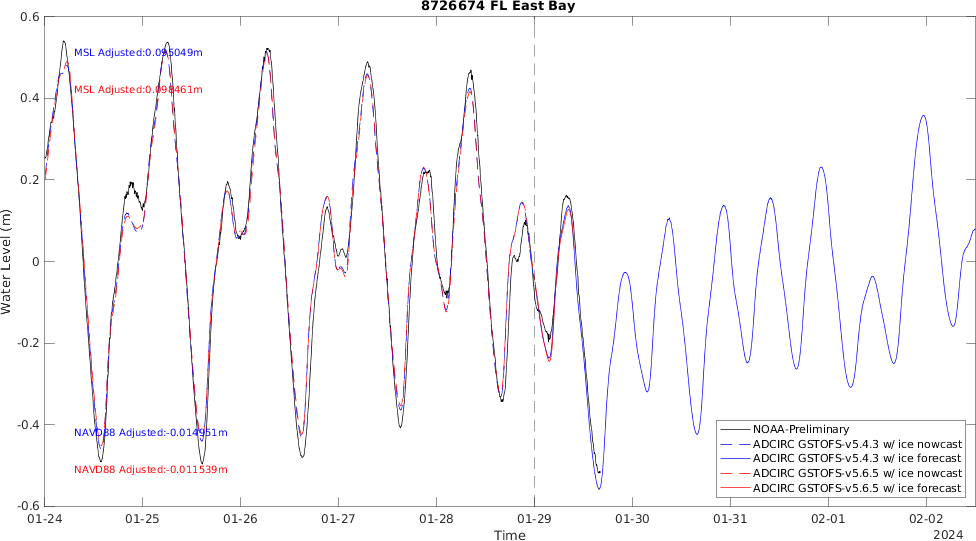 8726674 FL East Bay
MSL Adjusted:0.095049m
MSL Adjusted:0.098461m
NAVD88 Adjusted:-0.014951m
NAVD88 Adjusted:-0.011539m
Water Level (m)
0.6
0.4
0.2
0
-0.2
-0.4
-0.6
NOAA-Preliminary
ADCIRC GSTOFS-v5.4.3 w/ ice nowcast
ADCIRC GSTOFS-v5.4.3 w/ ice forecast
ADCIRC GSTOFS-v5.6.5 w/ ice nowcast
ADCIRC GSTOFS-v5.6.5 w/ ice forecast
01-24 01-25 01-26 01-27 01-28 01-29 01-30 01-31 02-01 02-02
Time
2024